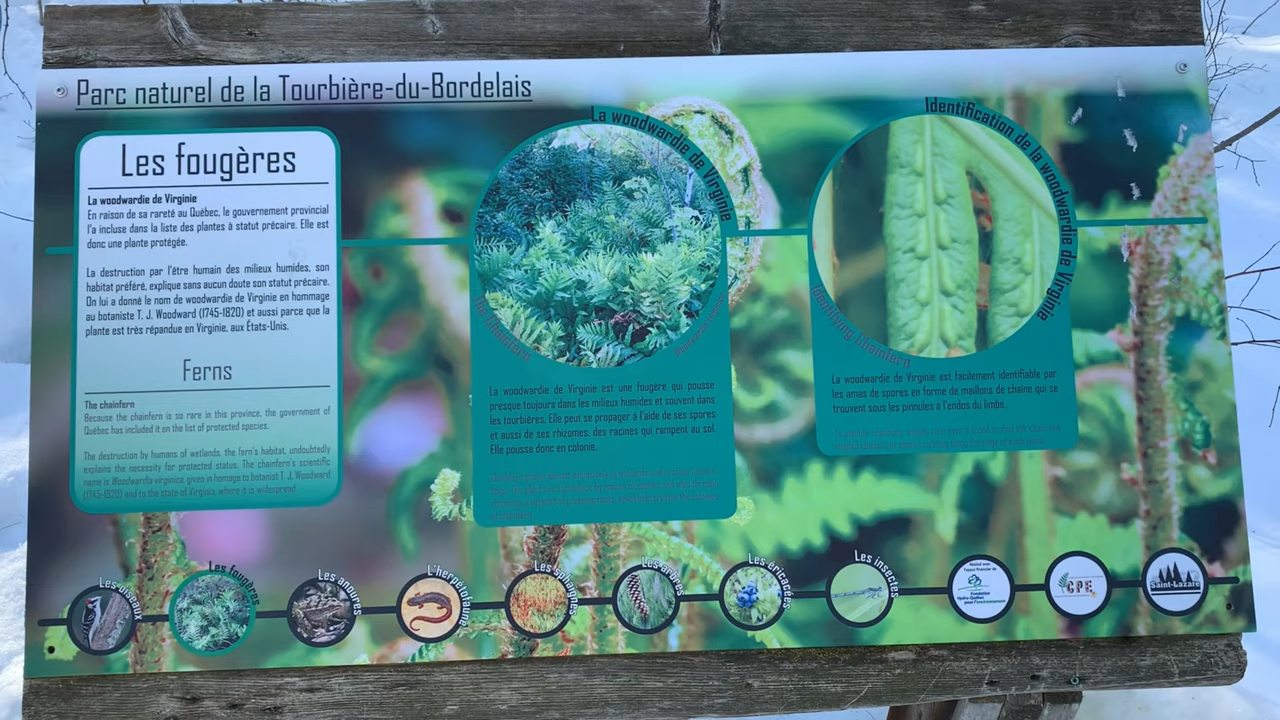 Parc naturel de la Tourbière-du-Bordelais
Les fougères
La woodwardie de Virginie
En raison de sa rareté au Québec, le gouvernement provincial
l'a incluse dans la liste des plantes à statut précaire. Elle est
donc une plante protégée.
La destruction par l'être humain des milieux humides, son
habitat préféré, explique sans aucun doute son statut précaire.
On lui a donné le nom de woodwardie de Virginie en hommage
au botaniste T. J. Woodward (1745-1820) et aussi parce que la
plante est très répandue en Virginie, aux États-Unis.
Ferns
The chainfern
Because the chainfern is so rare in this province, the government of
Québec has included it on the list of protected species.
The destruction by humans of wetlands, the fern's habitat, undoubtedly
explains the necessity for protected status. The chainfern's scientific
name is Woodwardia virginica, given in homage to botanist T. J. Woodward
(1745-1820) and to the state of Virginia, where it is widespread.
La woodwardie de Virginie
The Chainfern
La woodwardie de Virginie est une fougère qui pousse
presque toujours dans les milieux humides et souvent dans
les tourbières. Elle peut se propager à l'aide de ses spores
et aussi de ses rhizomes, des racines qui rampent au sol.
Elle pousse donc en colonie.
Identification de la woodwardie de Virginie
Identifying Chainfern
La woodwardie de Virginie est facilement identifiable par
les amas de spores en forme de maillons de chaîne qui se
trouvent sous les pinnules à l'endos du limbe.
Les oiseaux
Les fougères
Les anoures
L'herpétofaune
Les sphaignes
Les arbres
Les éricacées
Les insectes
Réalisé avec
l'appui financier de
Fondation
Hydro-Québec
pour l'environnement
CPE
Saint-Lazare